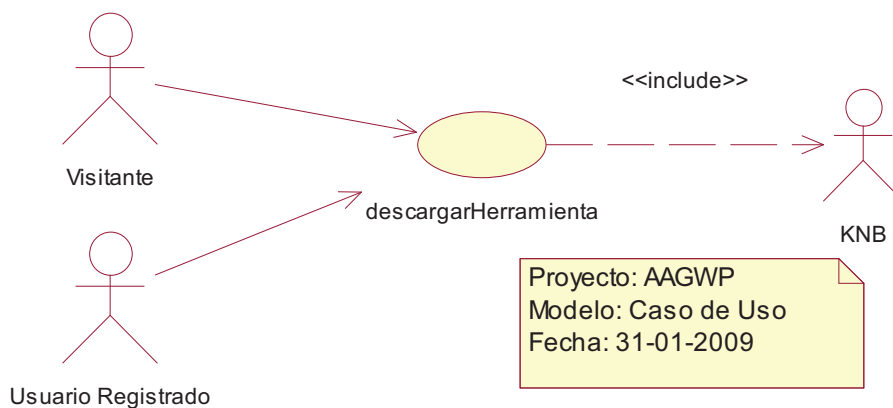 <<include>>
Visitante
descargarHerramienta
KNB
Proyecto: AAGWP
Modelo: Caso de Uso
Fecha: 31-01-2009
Usuario Registrado